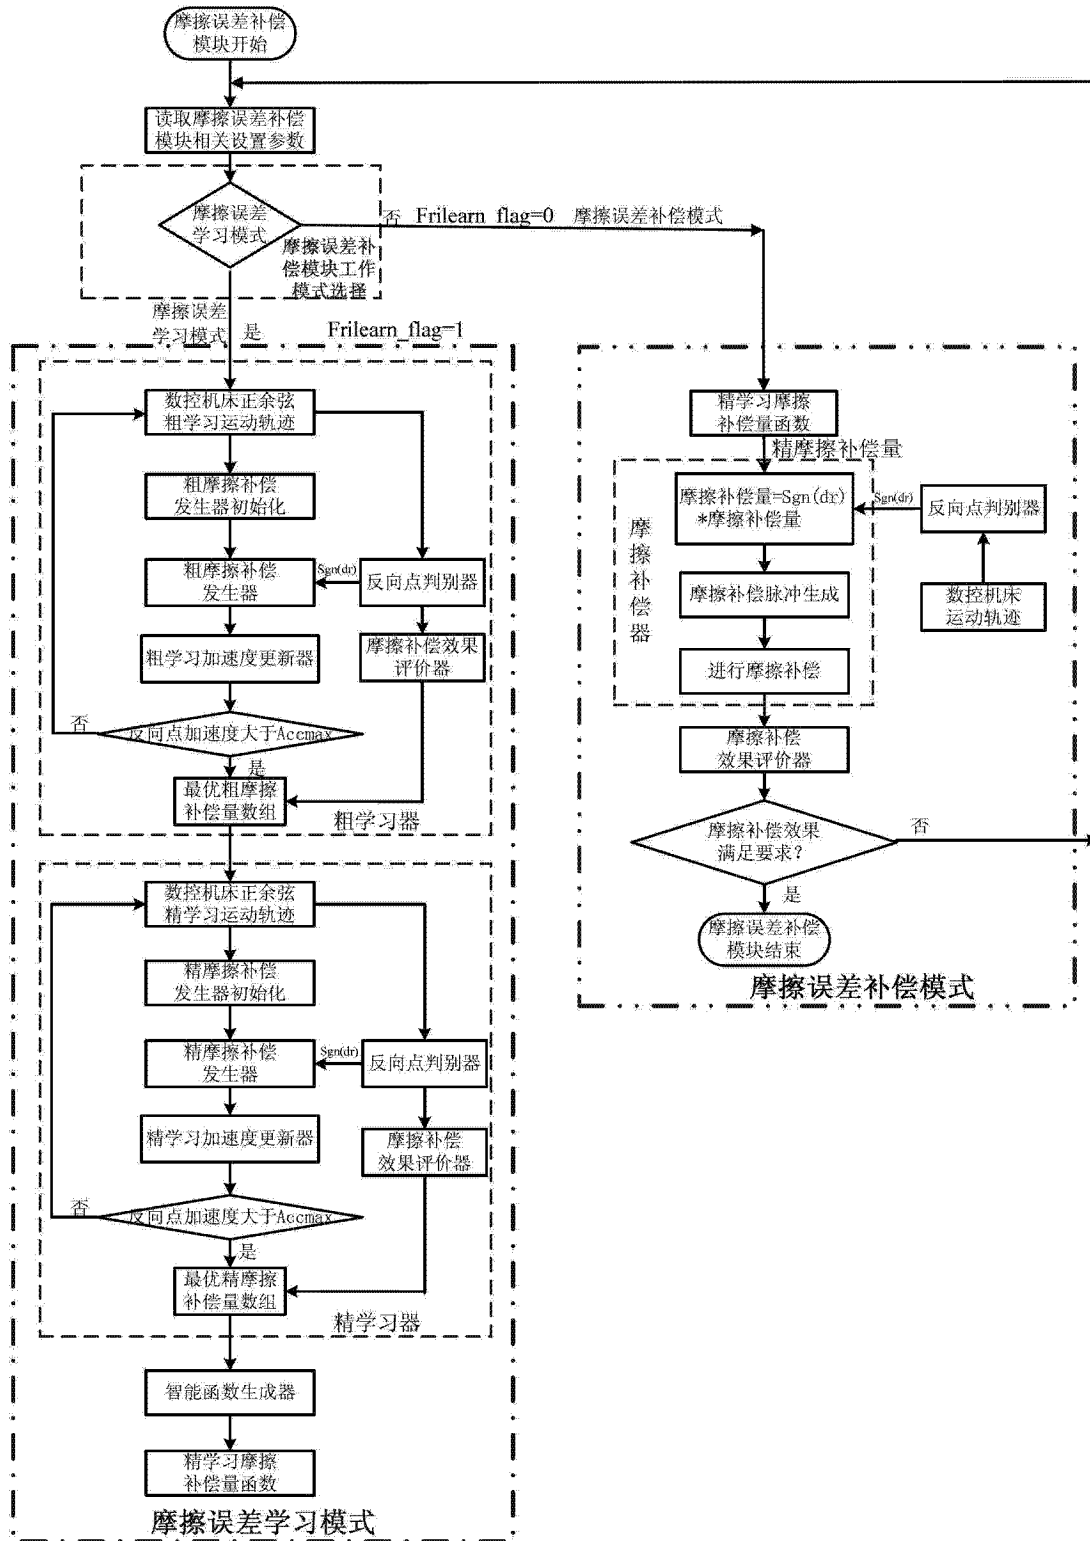 摩擦误差补偿
模块开始
读取摩擦误差补偿
模块相关设置参数
摩擦误差
学习模式
摩擦误差补
偿模块工作
模式选择
否 Frilearn_flag=0 摩擦误差补偿模式
摩擦误差
学习模式
是
Frilearn_flag=1
数控机床正余弦
粗学习运动轨迹
粗摩擦补偿
发生器初始化
粗摩擦补偿
发生器
Sgn(dr)
反向点判别器
粗学习加速度更新器
摩擦补偿效果
评价器
否
反向点加速度大于Accmax
是
最优粗摩擦
补偿量数组
粗学习器
数控机床正余弦
精学习运动轨迹
精摩擦补偿
发生器初始化
精摩擦补偿
发生器
Sgn(dr)
反向点判别器
精学习加速度更新器
摩擦补偿
效果评价器
否
反向点加速度大于Accmax
是
最优精摩擦
补偿量数组
精学习器
智能函数生成器
精学习摩擦
补偿量函数
摩擦误差学习模式
精学习摩擦
补偿量函数
精摩擦补偿量
摩擦补偿量=Sgn(dr)
*摩擦补偿量
Sgn(dr)
反向点判别器
摩擦补偿器
摩擦补偿脉冲生成
数控机床
运动轨迹
进行摩擦补偿
摩擦补偿
效果评价器
摩擦补偿效果
满足要求?
否
是
摩擦误差补偿
模块结束
摩擦误差补偿模式